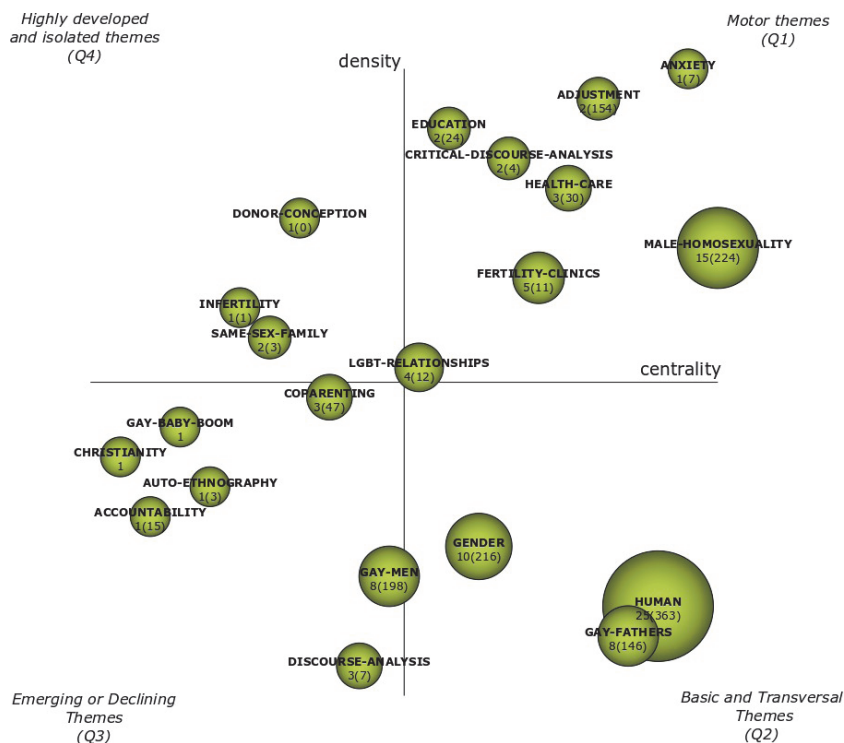 Highly developed
and isolated themes
(Q4)
Motor themes
(Q1)
density
ANXIETY
1(7)
ADJUSTMENT
2(154)
EDUCATION
2(24)
CRITICAL-DISCOURSE-ANALYSIS
2(4)
HEALTH-CARE
3(30)
DONOR-CONCEPTION
1(0)
MALE-HOMOSEXUALITY
15(224)
FERTILITY-CLINICS
5(11)
INFERTILITY
1(1)
SAME-SEX-FAMILY
2(3)
LGBT-RELATIONSHIPS
4(12)
centrality
COPARENTING
3(47)
GAY-BABY-BOOM
1
CHRISTIANITY
1
AUTO-ETHNOGRAPHY
1(3)
ACCOUNTABILITY
1(15)
GENDER
10(216)
GAY-MEN
8(198)
HUMAN
25(363)
GAY-FATHERS
8(146)
DISCOURSE-ANALYSIS
3(7)
Emerging or Declining
Themes
(Q3)
Basic and Transversal
Themes
(Q2)